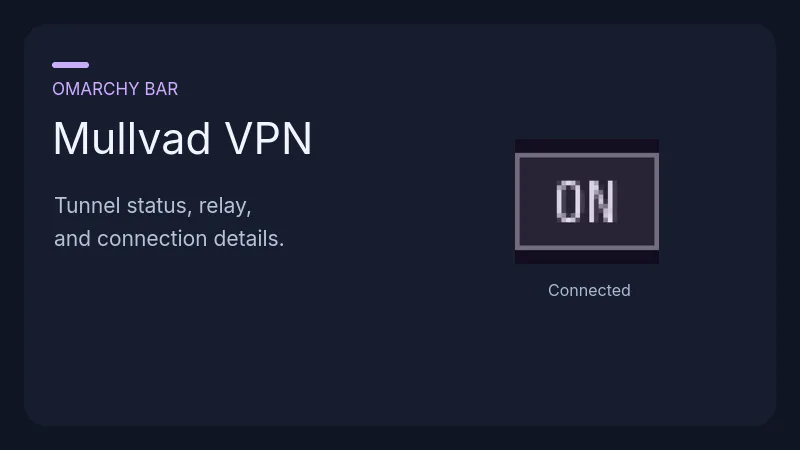 OMARCHY BAR
Mullvad VPN
Tunnel status, relay,
and connection details.
ON
Connected